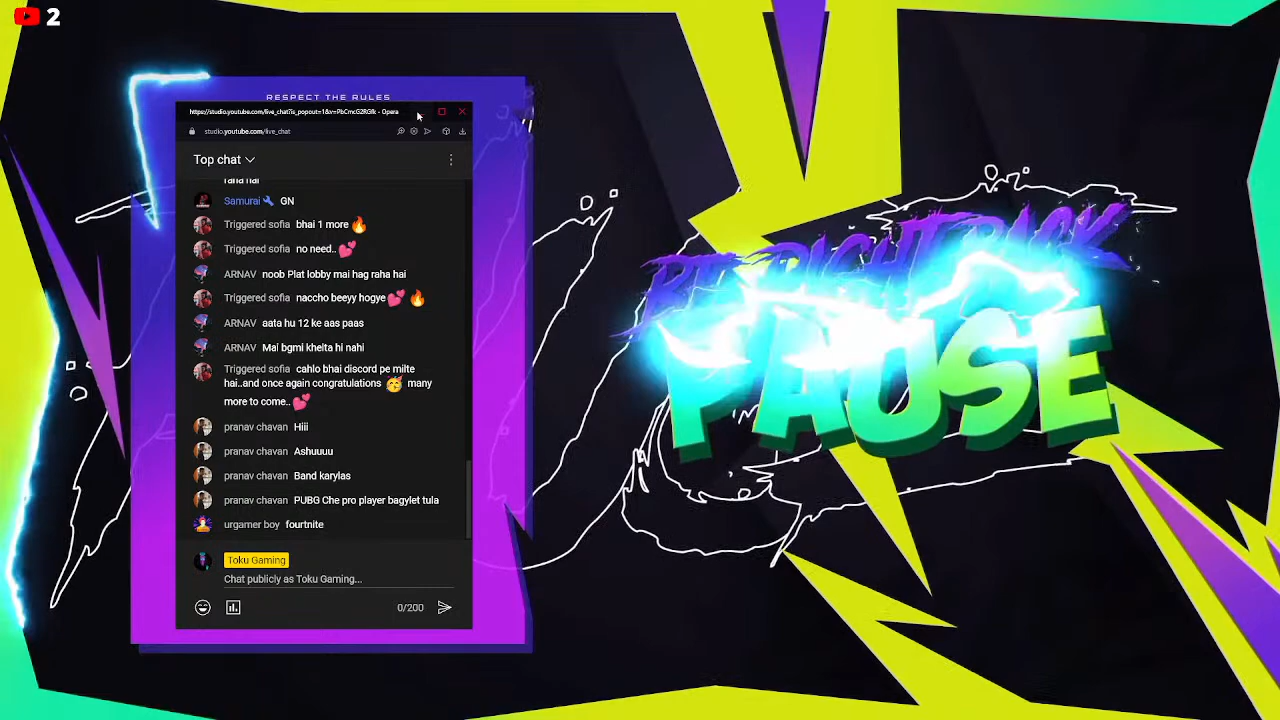 2
RESPECT THE RULES
studio.youtube.com/live_chat
Top chat
Samurai GN
Triggered sofia bhai 1 more 🔥
Triggered sofia no need.. 💕
ARNAV noob Plat lobby mai hag raha hai
Triggered sofia naccho beeyy hogye 💕 🔥
ARNAV aata hu 12 ke aas paas
ARNAV Mai bgmi khelta hi nahi
Triggered sofia cahlo bhai discord pe milte
hai..and once again congratulations 🥳 many
more to come.. 💕
pranav chavan Hiii
pranav chavan Ashuuuu
pranav chavan Band karylas
pranav chavan PUBG Che pro player bagylet tula
urgamer boy fourtnite
Toku Gaming
Chat publicly as Toku Gaming...
0/200
BE RIGHT BACK
PAUSE